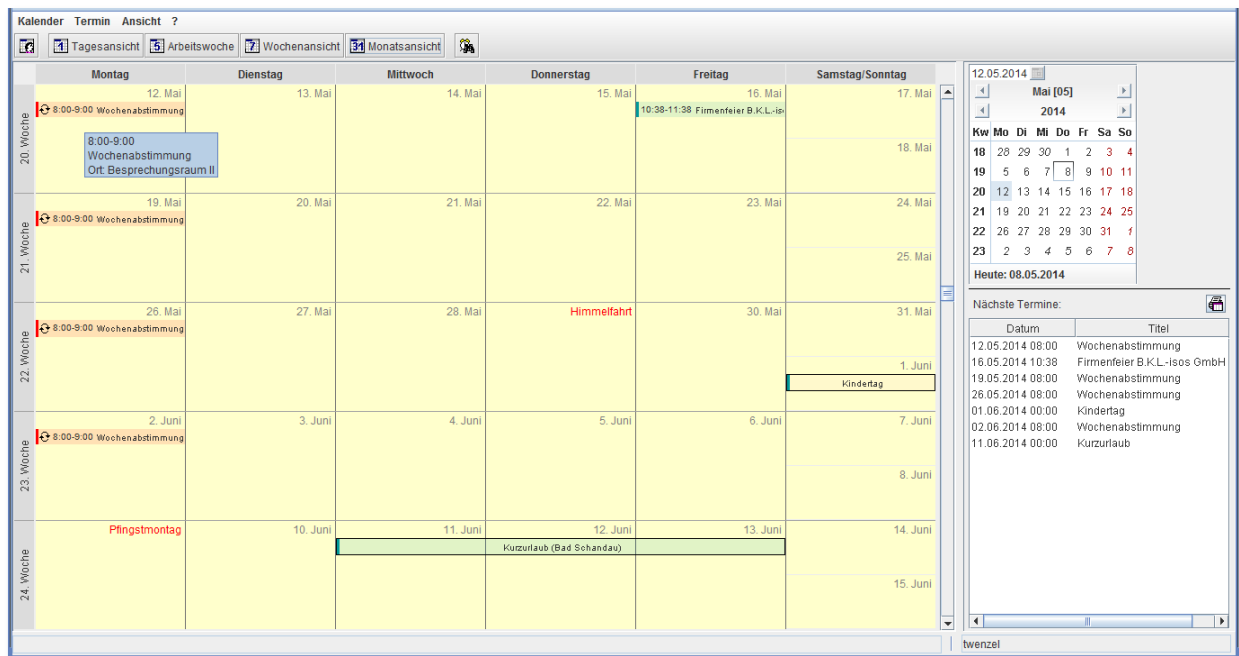 Kalender Termin Ansicht ?
1 Tagesansicht 5 Arbeitswoche 7 Wochenansicht 31 Monatsansicht
Montag Dienstag Mittwoch Donnerstag Freitag Samstag/Sonntag
20. Woche
12. Mai 13. Mai 14. Mai 15. Mai 16. Mai 17. Mai
8:00-9:00 Wochenabstimmung
10:38-11:38 Firmenfeier B.K.L.-is
8:00-9:00
Wochenabstimmung
Ort: Besprechungsraum II
18. Mai
21. Woche
19. Mai 20. Mai 21. Mai 22. Mai 23. Mai 24. Mai
8:00-9:00 Wochenabstimmung
25. Mai
22. Woche
26. Mai 27. Mai 28. Mai Himmelfahrt 30. Mai 31. Mai
8:00-9:00 Wochenabstimmung
1. Juni
Kindertag
23. Woche
2. Juni 3. Juni 4. Juni 5. Juni 6. Juni 7. Juni
8:00-9:00 Wochenabstimmung
8. Juni
24. Woche
Pfingstmontag 10. Juni 11. Juni 12. Juni 13. Juni 14. Juni
Kurzurlaub (Bad Schandau)
15. Juni
12.05.2014
Mai [05]
2014
Kw Mo Di Mi Do Fr Sa So
18 28 29 30 1 2 3 4
19 5 6 7 8 9 10 11
20 12 13 14 15 16 17 18
21 19 20 21 22 23 24 25
22 26 27 28 29 30 31 1
23 2 3 4 5 6 7 8
Heute: 08.05.2014
Nächste Termine:
Datum Titel
12.05.2014 08:00 Wochenabstimmung
16.05.2014 10:38 Firmenfeier B.K.L.-isos GmbH
19.05.2014 08:00 Wochenabstimmung
26.05.2014 08:00 Wochenabstimmung
01.06.2014 00:00 Kindertag
02.06.2014 08:00 Wochenabstimmung
11.06.2014 00:00 Kurzurlaub
twenzel